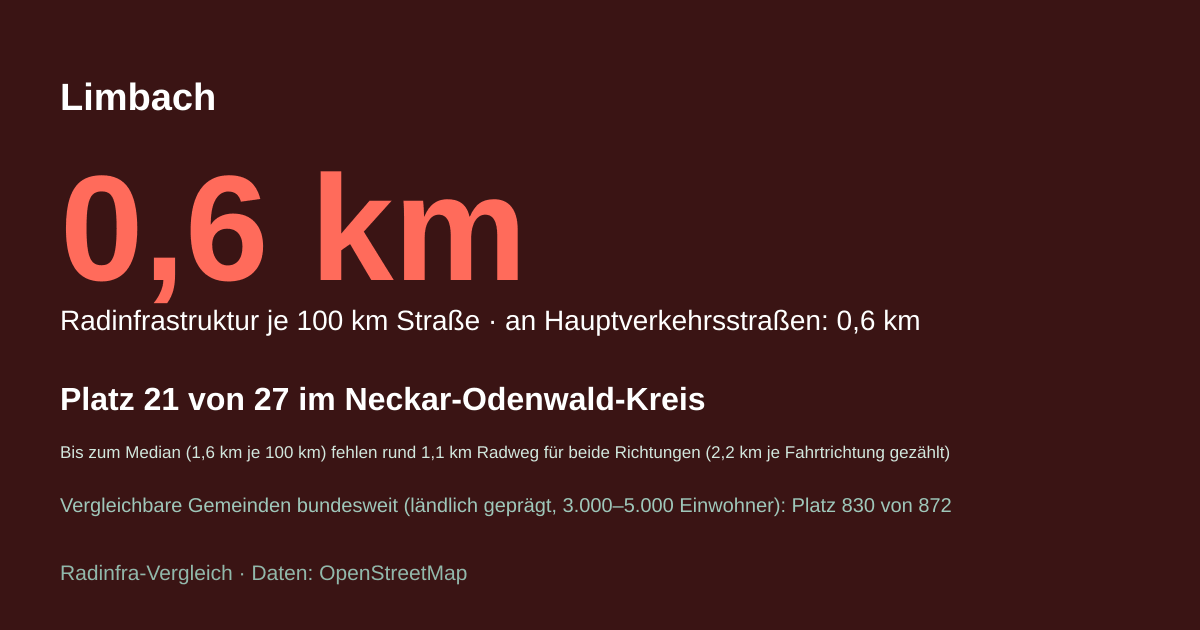 Limbach
0,6 km
Radinfrastruktur je 100 km Straße · an Hauptverkehrsstraßen: 0,6 km
Platz 21 von 27 im Neckar-Odenwald-Kreis
Bis zum Median (1,6 km je 100 km) fehlen rund 1,1 km Radweg für beide Richtungen (2,2 km je Fahrtrichtung gezählt)
Vergleichbare Gemeinden bundesweit (ländlich geprägt, 3.000–5.000 Einwohner): Platz 830 von 872
Radinfra-Vergleich · Daten: OpenStreetMap